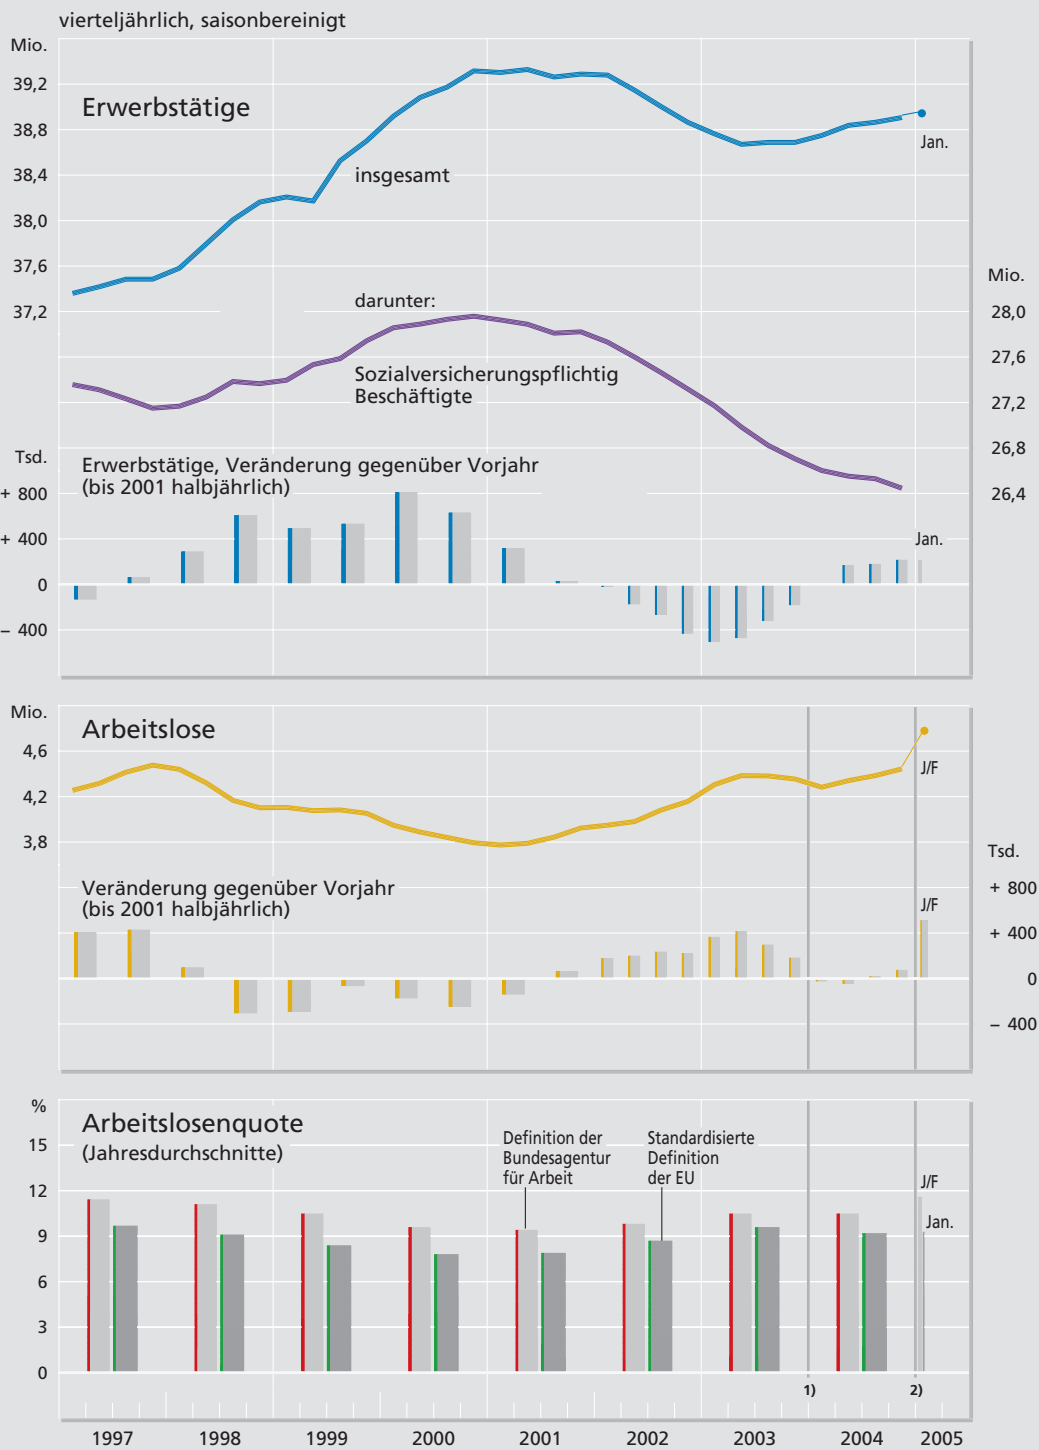 vierteljährlich, saisonbereinigt
Mio.
39,2
38,8
38,4
38,0
37,6
37,2
Erwerbstätige
insgesamt
Jan.
darunter:
Sozialversicherungspflichtig
Beschäftigte
Mio.
28,0
27,6
27,2
26,8
26,4
Tsd.
+ 800
+ 400
0
– 400
Erwerbstätige, Veränderung gegenüber Vorjahr
(bis 2001 halbjährlich)
Jan.
Mio.
4,6
4,2
3,8
Arbeitslose
J/F
Veränderung gegenüber Vorjahr
(bis 2001 halbjährlich)
J/F
Tsd.
+ 800
+ 400
0
– 400
%
15
12
9
6
3
0
Arbeitslosenquote
(Jahresdurchschnitte)
Definition der
Bundesagentur
für Arbeit
Standardisierte
Definition
der EU
J/F
Jan.
1)
2)
1997
1998
1999
2000
2001
2002
2003
2004
2005